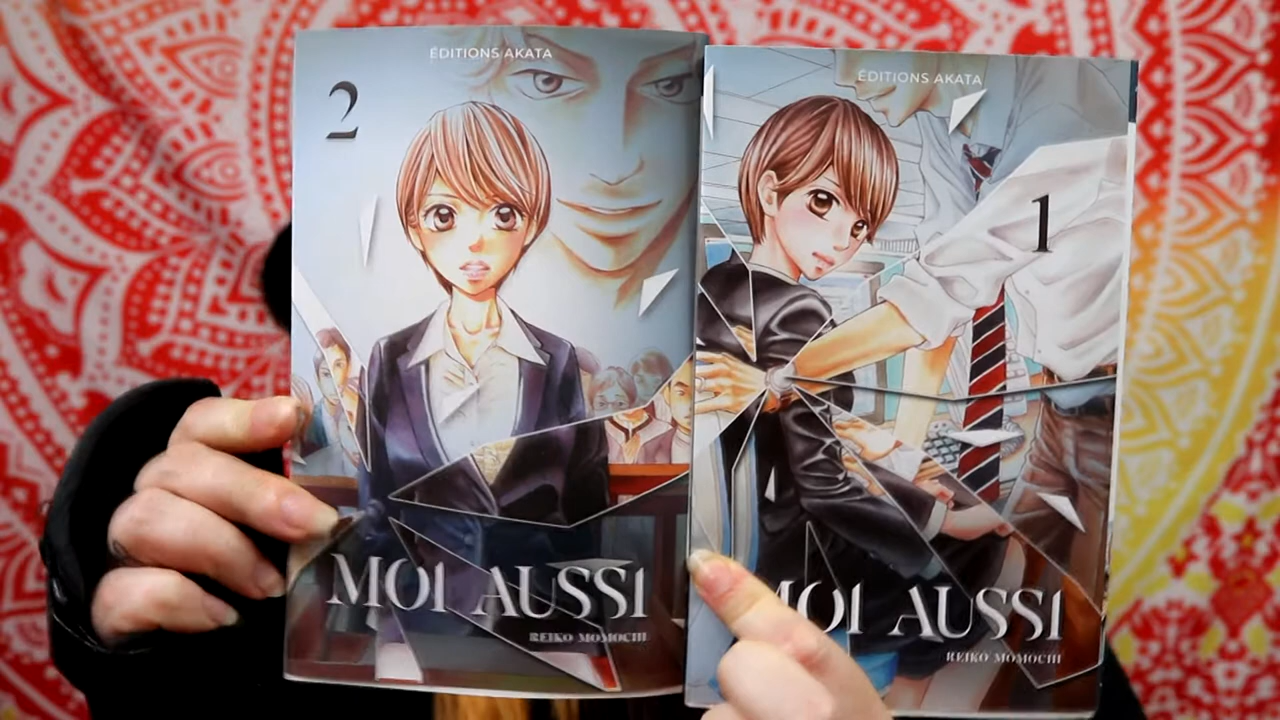 ÉDITIONS AKATA
2
MOI AUSSI
REIKO MOMOCHI
ÉDITIONS AKATA
1
MOI AUSSI
REIKO MOMOCHI